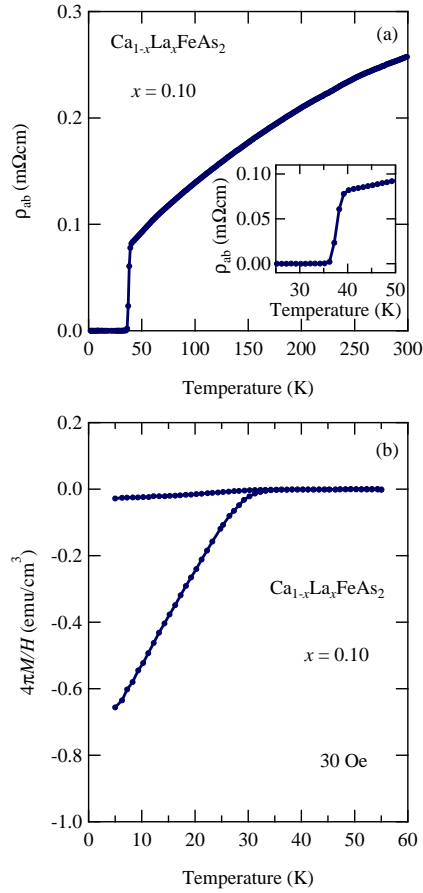 (a)
Ca1-xLaxFeAs2
x = 0.10
ρab (mΩcm)
0.3
0.2
0.1
0.0
ρab (mΩcm)
0.10
0.05
0.00
30 40 50
Temperature (K)
0 50 100 150 200 250 300
Temperature (K)
(b)
4πM/H (emu/cm3)
0.2
0.0
-0.2
-0.4
-0.6
-0.8
-1.0
Ca1-xLaxFeAs2
x = 0.10
30 Oe
0 10 20 30 40 50 60
Temperature (K)